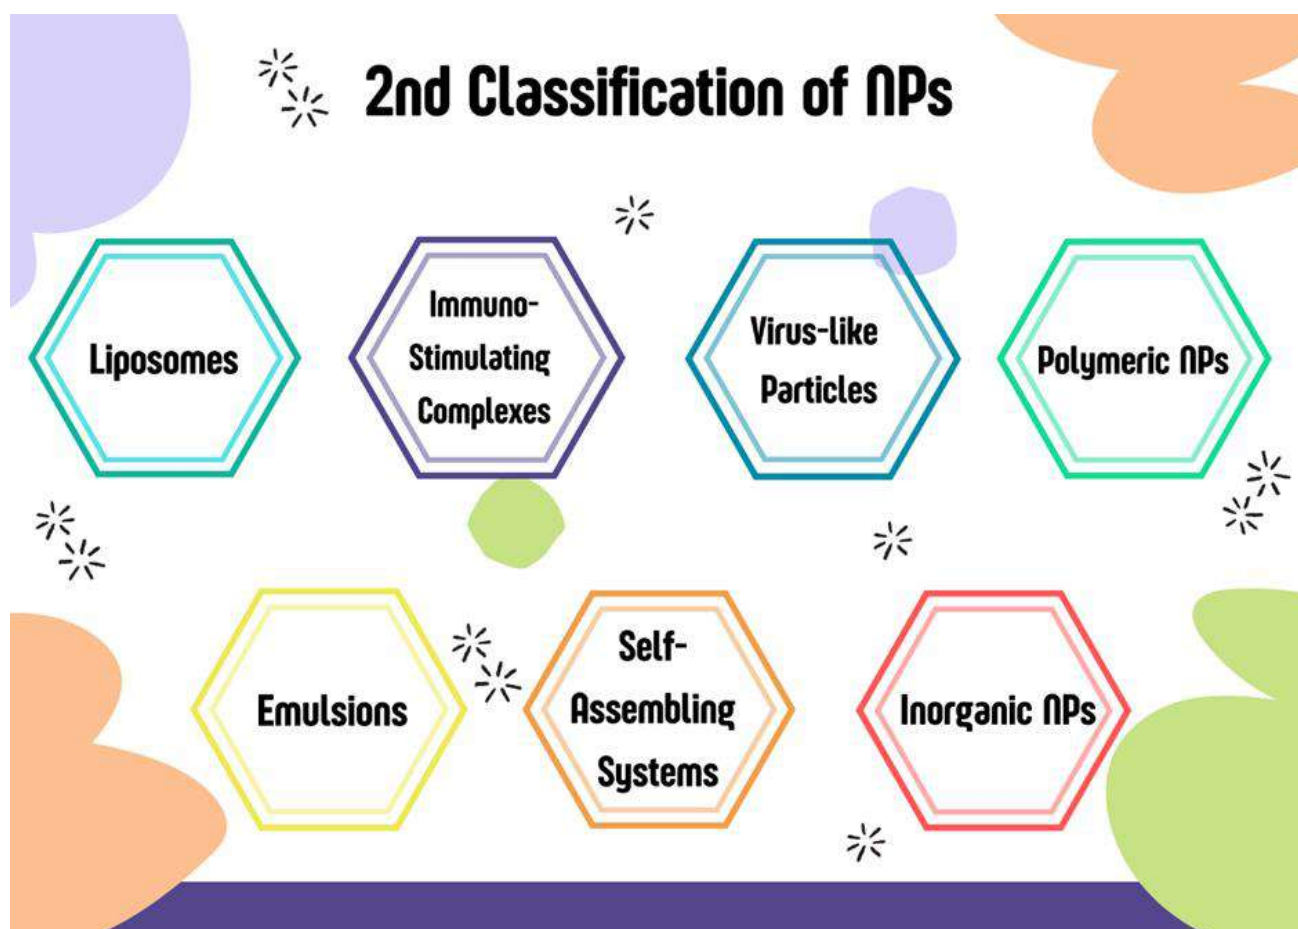 2nd Classification of NPs
Liposomes
Immuno-
Stimulating
Complexes
Virus-like
Particles
Polymeric NPs
Emulsions
Self-
Assembling
Systems
Inorganic NPs